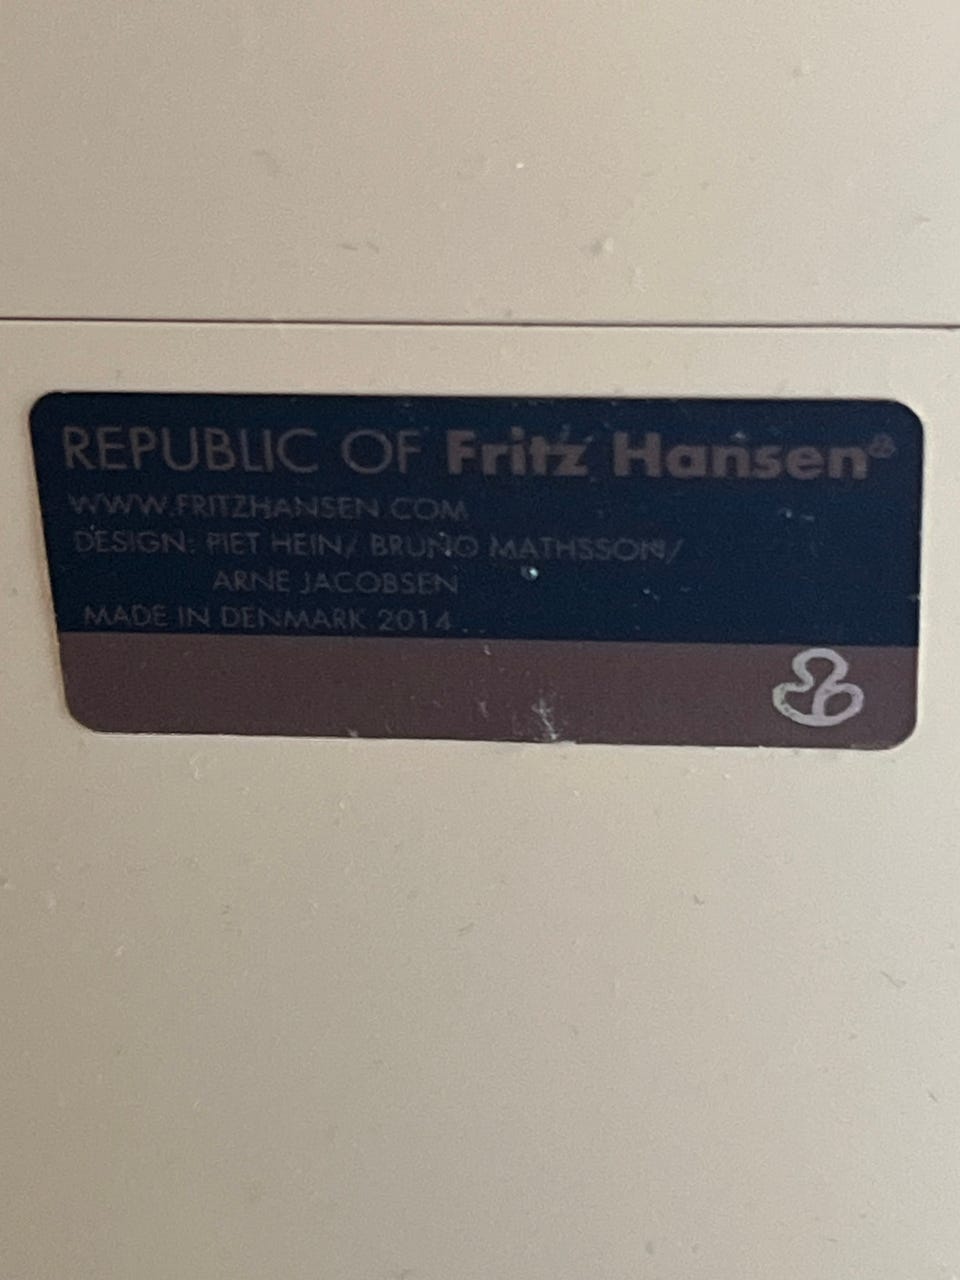 REPUBLIC OF Fritz Hansen®
WWW.FRITZHANSEN.COM
DESIGN: PIET HEIN/ BRUNO MATHSSON/
ARNE JACOBSEN
MADE IN DENMARK 2014